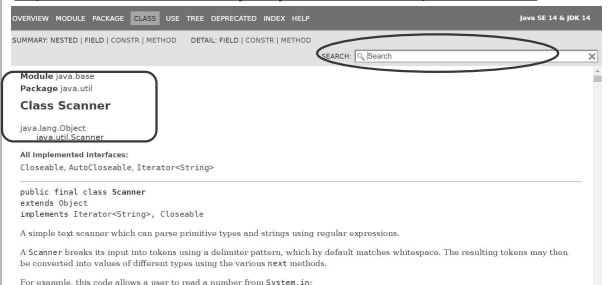 OVERVIEW MODULE PACKAGE CLASS USE TREE DEPRECATED INDEX HELP
Java SE 14 & JDK 14
SUMMARY: NESTED | FIELD | CONSTR | METHOD DETAIL: FIELD | CONSTR | METHOD
SEARCH: Search
Module java.base
Package java.util
Class Scanner
java.lang.Object
java.util.Scanner
All Implemented Interfaces:
Closeable, AutoCloseable, Iterator<String>
public final class Scanner
extends Object
implements Iterator<String>, Closeable
A simple text scanner which can parse primitive types and strings using regular expressions.
A Scanner breaks its input into tokens using a delimiter pattern, which by default matches whitespace. The resulting tokens may then
be converted into values of different types using the various next methods.
For example, this code allows a user to read a number from System.in: